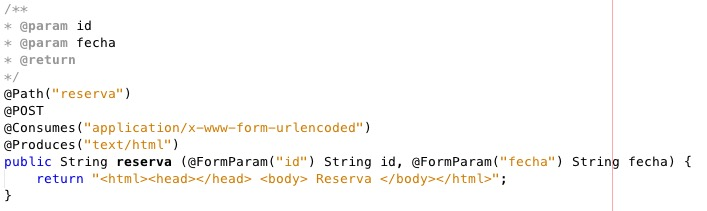 /**
* @param id
* @param fecha
* @return
*/
@Path("reserva")
@POST
@Consumes("application/x-www-form-urlencoded")
@Produces("text/html")
public String reserva (@FormParam("id") String id, @FormParam("fecha") String fecha) {
    return "<html><head></head> <body> Reserva </body></html>";
}